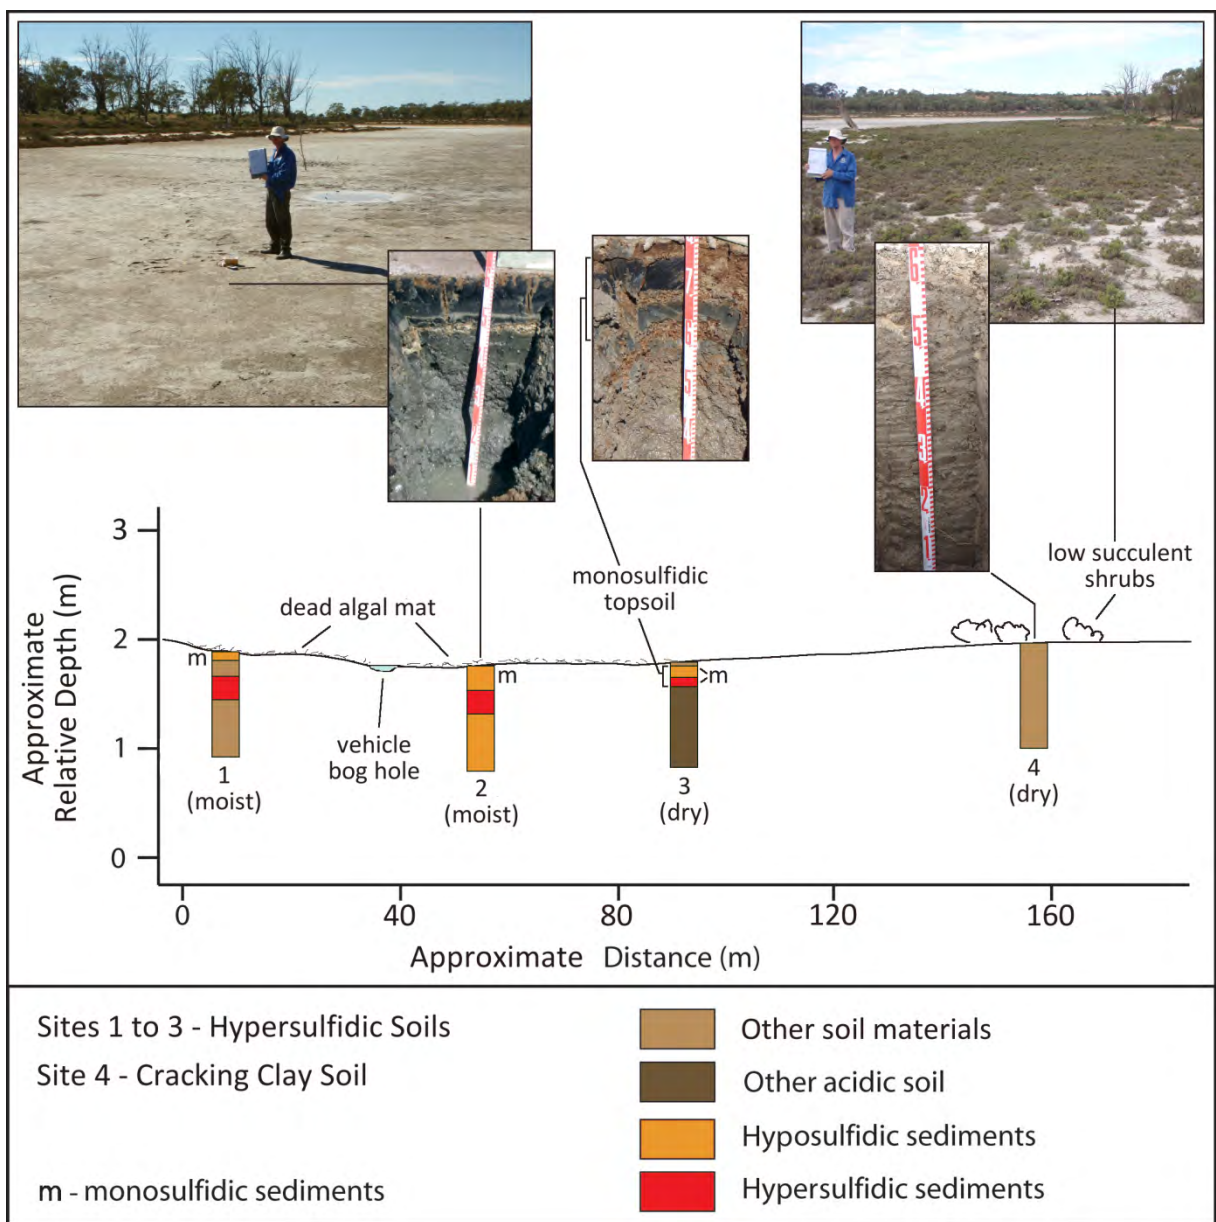 monosulfidic
topsoil
low succulent
shrubs
dead algal mat
m
m
m
vehicle
bog hole
1
(moist)
2
(moist)
3
(dry)
4
(dry)
Approximate
Relative Depth (m)
3
2
1
0
0
40
80
120
160
Approximate Distance (m)
Sites 1 to 3 - Hypersulfidic Soils
Site 4 - Cracking Clay Soil
m - monosulfidic sediments
Other soil materials
Other acidic soil
Hyposulfidic sediments
Hypersulfidic sediments